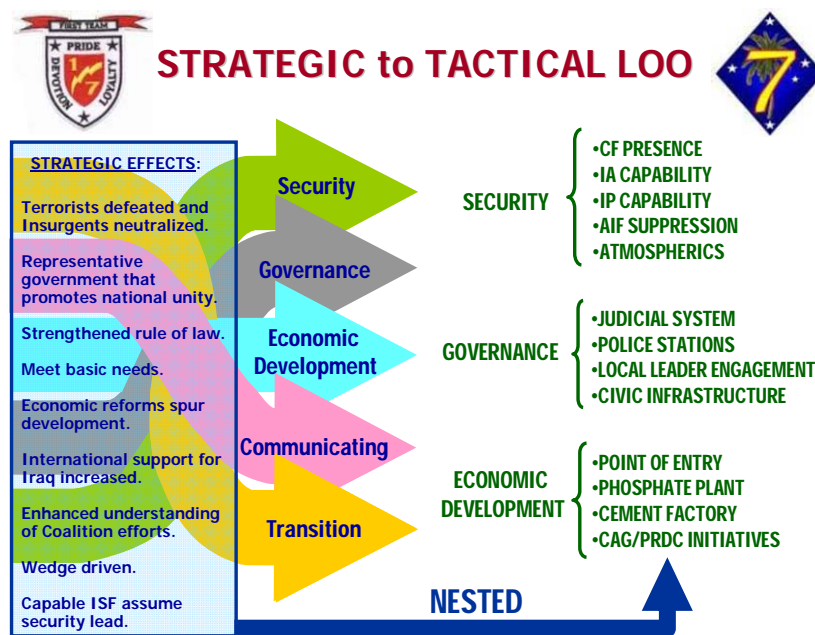 FIRST TEAM
PRIDE
DEVOTION
LOYALTY
1/7
STRATEGIC to TACTICAL LOO
7
STRATEGIC EFFECTS:
Terrorists defeated and
Insurgents neutralized.
Representative
government that
promotes national unity.
Strengthened rule of law.
Meet basic needs.
Economic reforms spur
development.
International support for
Iraq increased.
Enhanced understanding
of Coalition efforts.
Wedge driven.
Capable ISF assume
security lead.
Security
Governance
Economic
Development
Communicating
Transition
SECURITY
•CF PRESENCE
•IA CAPABILITY
•IP CAPABILITY
•AIF SUPPRESSION
•ATMOSPHERICS
GOVERNANCE
•JUDICIAL SYSTEM
•POLICE STATIONS
•LOCAL LEADER ENGAGEMENT
•CIVIC INFRASTRUCTURE
ECONOMIC
DEVELOPMENT
•POINT OF ENTRY
•PHOSPHATE PLANT
•CEMENT FACTORY
•CAG/PRDC INITIATIVES
NESTED